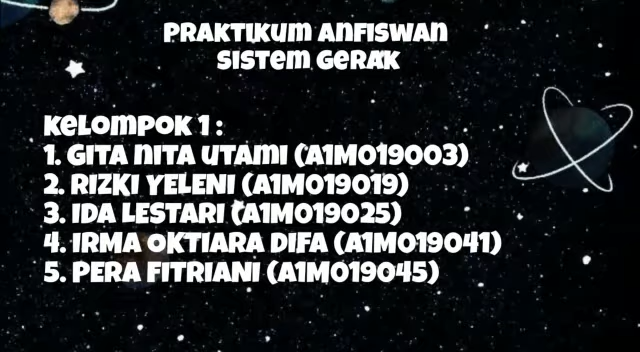 PRAKTIKUM ANFISWAN
SISTEM GERAK
KELOMPOK 1 :
1. GITA NITA UTAMI (A1M019003)
2. RIZKI YELENI (A1M019019)
3. IDA LESTARI (A1M019025)
4. IRMA OKTIARA DIFA (A1M019041)
5. PERA FITRIANI (A1M019045)